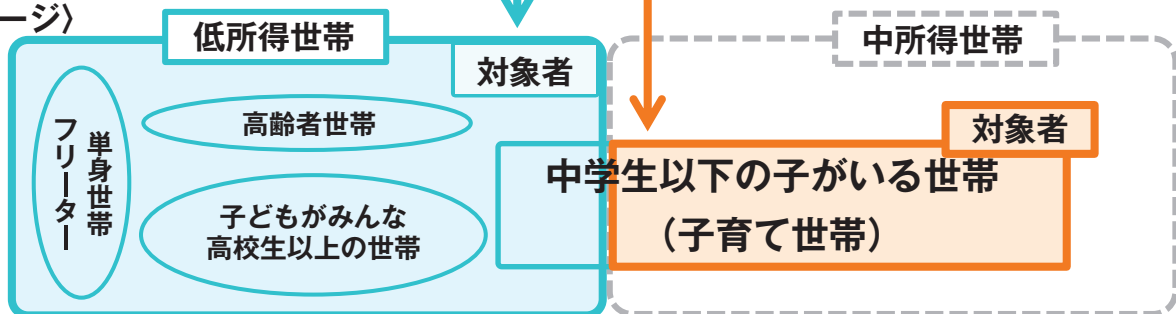 ージ〉
低所得世帯
中所得世帯
対象者
対象者
単身世帯
フリーター
高齢者世帯
子どもがみんな
高校生以上の世帯
中学生以下の子がいる世帯
（子育て世帯）